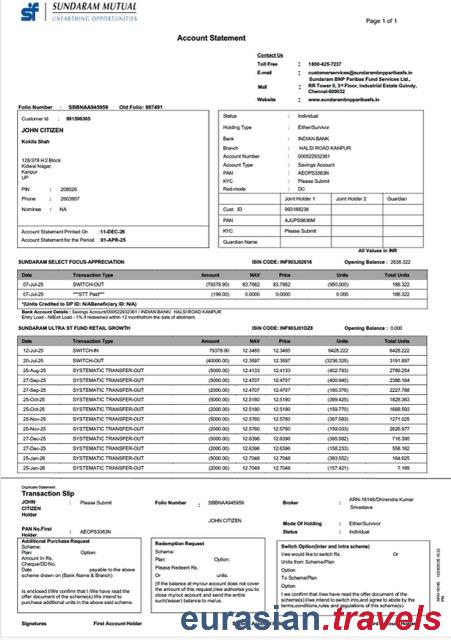 SUNDARAM MUTUAL
UNEARTHING OPPORTUNITIES
Page 1 of 1
Account Statement
Contact Us
Toll Free : 1800-425-7237
E-mail : customerservices@sundarambnpparibasfs.in
Sundaram BNP Paribas Fund Services Ltd.,
Mail : RR Tower II, 3rd Floor, Industrial Estate Guindy,
Chennai-600032
Website : www.sundarambnpparibasfs.in
Folio Number : SBBNAA945959 Old Folio: 887491
Customer Id : 991596305
JOHN CITIZEN
Kokila Shah
128/378 H2 Block
Kidwai Nagar,
Kanpur
UP
PIN : 208026
Phone : 2603957
Nominee : NA
Account Statement Printed On :11-DEC-26
Account Statement for the Period :01-APR-25
Status : Individual
Holding Type : Either/Survivor
Bank : INDIAN BANK
Branch : HALSI ROAD KANPUR
Account Number : 000522932361
Account Type : Savings Account
PAN : AEOPS3363N
KYC : Please Submit
Red-mode : DC
Joint Holder 1 Joint Holder 2 Guardian
Cust. ID 993188238
PAN AJUPS9836M
KYC Please Submit
Guardian Name
All Values in INR
SUNDARAM SELECT FOCUS-APPRECIATION ISIN CODE: INF903J02616 Opening Balance : 2638.322
Date Transaction Type Amount NAV Price Units Total Units
07-Jul-25 SWITCH-OUT (79378.90) 83.7662 83.7662 (950.000) 188.322
07-Jul-25 ***STT Paid*** (199.00) 0.0000 0.0000 0.000 188.322
*/Units Credited to DP ID: N/ABeneficiary ID: N/A)
Bank Account Details : Savings Account/000522932361 / INDIAN BANK/ HALSI ROAD KANPUR
Entry Load - Nil/Exit Load - 1% if redeemed within 12 monthsfrom the date of allotment.
SUNDARAM ULTRA ST FUND RETAIL GROWTH ISIN CODE: INF903J01DZ8 Opening Balance : 0.000
Date Transaction Type Amount NAV Price Units Total Units
12-Jul-25 SWITCH-IN 79378.90 12.3485 12.3485 6428.222 6428.222
20-Jul-25 SWITCH-OUT (40000.00) 12.3597 12.3597 (3236.325) 3191.897
25-Aug-25 SYSTEMATIC TRANSFER-OUT (5000.00) 12.4133 12.4133 (402.793) 2789.254
27-Sep-25 SYSTEMATIC TRANSFER-OUT (5000.00) 12.4707 12.4707 (400.940) 2388.164
27-Sep-25 SYSTEMATIC TRANSFER-OUT (2000.00) 12.4707 12.4707 (160.376) 2227.788
25-Oct-25 SYSTEMATIC TRANSFER-OUT (5000.00) 12.5180 12.5180 (399.425) 1828.363
25-Oct-25 SYSTEMATIC TRANSFER-OUT (2000.00) 12.5180 12.5180 (159.770) 1668.593
25-Nov-25 SYSTEMATIC TRANSFER-OUT (5000.00) 12.5760 12.5760 (397.583) 1271.025
25-Nov-25 SYSTEMATIC TRANSFER-OUT (2000.00) 12.5760 12.5760 (159.033) 2626.977
27-Dec-25 SYSTEMATIC TRANSFER-OUT (5000.00) 12.6396 12.6396 (395.582) 716.395
27-Dec-25 SYSTEMATIC TRANSFER-OUT (2000.00) 12.6396 12.6396 (158.233) 558.162
25-Jan-26 SYSTEMATIC TRANSFER-OUT (5000.00) 12.7048 12.7048 (393.552) 164.625
25-Jan-26 SYSTEMATIC TRANSFER-OUT (2000.00) 12.7048 12.7048 (157.421) 7.189
Duplicate Statement
Transaction Slip
JOHN CITIZEN Holder : Please Submit
Folio Number : SBBNAA945959
JOHN CITIZEN
Broker : ARN-16146/Dhirendra Kumar Srivastava
PAN No.First Holder : AEOPS3363N
Mode Of Holding : Either/Survivor
Status : Individual
Additional Purchase Request
Scheme:
Plan: Option:
Amount In Rs.
Cheque/DD No.
Date payable to the above
scheme drawn on (Bank Name & Branch):
Is enclosed I/We confirm that I /We have read the
offer document of the scheme(s).We intend to
purchase additional units in the above said scheme.
Redemption Request
Scheme:
Plan: Option:
Please Redeem Rs.
Or units.
(If the balance at my/our account does not cover
the amount of this request,I/we authorize you to
close my/our account and send the entire
such(lesser) balance to me/us.
Switch Option(inter and intra scheme)
I/we would like to switch Rs. Or
Units from Scheme/Plan
Option
To Scheme/Plan
Option
I /we confirm that I/we have read the offer document of the
scheme(s).I/we intend to switch into,and agree to abide by the
terms,conditions,rules and regulations of this scheme(s).
Signatures First Account Holder
eurasian.travols